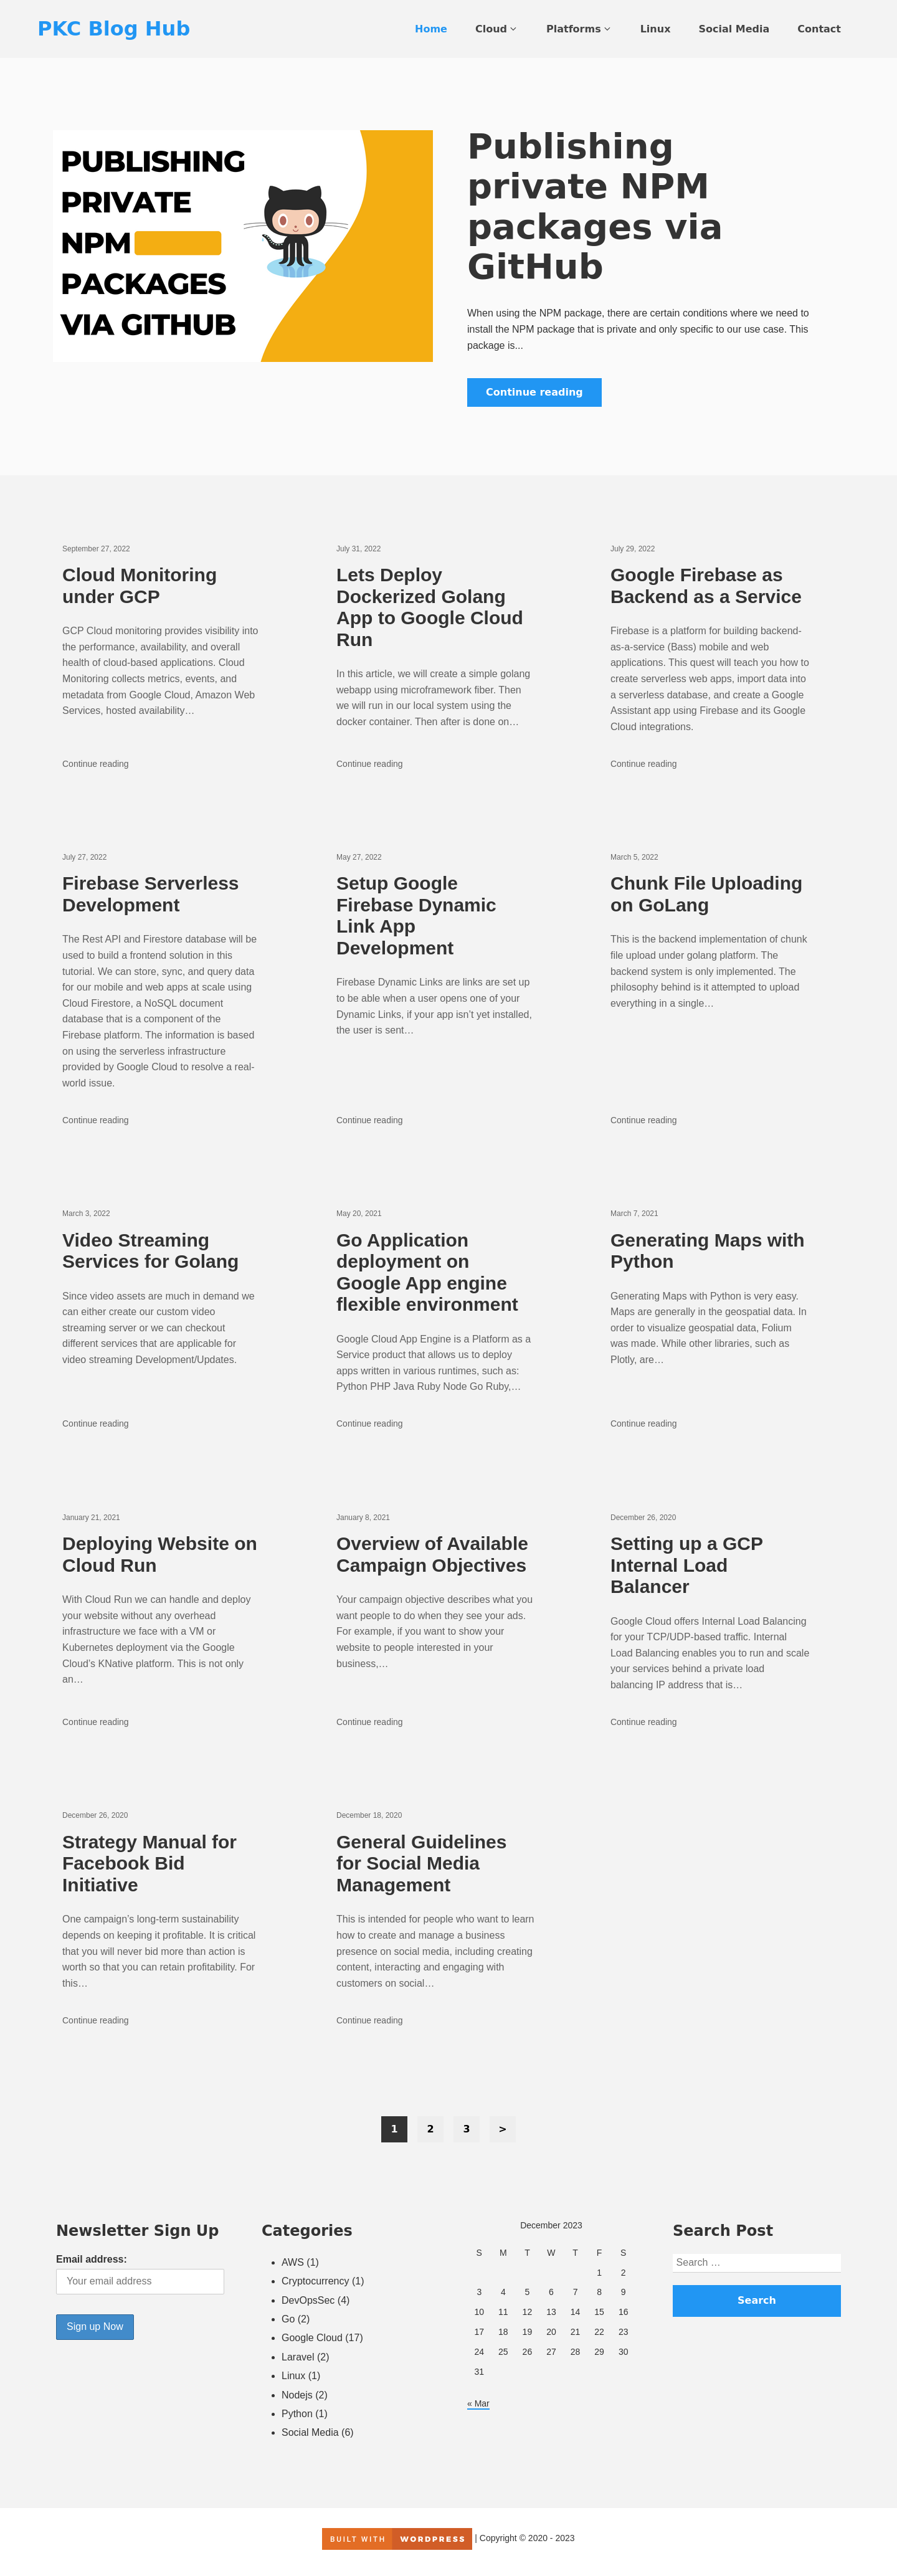 PKC Blog Hub
Home
Cloud
Platforms
Linux
Social Media
Contact
PUBLISHING
PRIVATE
NPM
PACKAGES
VIA GITHUB
Publishing
private NPM
packages via
GitHub
When using the NPM package, there are certain conditions where we need to
install the NPM package that is private and only specific to our use case. This
package is...
Continue reading
September 27, 2022
Cloud Monitoring
under GCP
GCP Cloud monitoring provides visibility into
the performance, availability, and overall
health of cloud-based applications. Cloud
Monitoring collects metrics, events, and
metadata from Google Cloud, Amazon Web
Services, hosted availability…
Continue reading
July 31, 2022
Lets Deploy
Dockerized Golang
App to Google Cloud
Run
In this article, we will create a simple golang
webapp using microframework fiber. Then
we will run in our local system using the
docker container. Then after is done on…
Continue reading
July 29, 2022
Google Firebase as
Backend as a Service
Firebase is a platform for building backend-
as-a-service (Bass) mobile and web
applications. This quest will teach you how to
create serverless web apps, import data into
a serverless database, and create a Google
Assistant app using Firebase and its Google
Cloud integrations.
Continue reading
July 27, 2022
Firebase Serverless
Development
The Rest API and Firestore database will be
used to build a frontend solution in this
tutorial. We can store, sync, and query data
for our mobile and web apps at scale using
Cloud Firestore, a NoSQL document
database that is a component of the
Firebase platform. The information is based
on using the serverless infrastructure
provided by Google Cloud to resolve a real-
world issue.
Continue reading
May 27, 2022
Setup Google
Firebase Dynamic
Link App
Development
Firebase Dynamic Links are links are set up
to be able when a user opens one of your
Dynamic Links, if your app isn’t yet installed,
the user is sent…
Continue reading
March 5, 2022
Chunk File Uploading
on GoLang
This is the backend implementation of chunk
file upload under golang platform. The
backend system is only implemented. The
philosophy behind is it attempted to upload
everything in a single…
Continue reading
March 3, 2022
Video Streaming
Services for Golang
Since video assets are much in demand we
can either create our custom video
streaming server or we can checkout
different services that are applicable for
video streaming Development/Updates.
Continue reading
May 20, 2021
Go Application
deployment on
Google App engine
flexible environment
Google Cloud App Engine is a Platform as a
Service product that allows us to deploy
apps written in various runtimes, such as:
Python PHP Java Ruby Node Go Ruby,…
Continue reading
March 7, 2021
Generating Maps with
Python
Generating Maps with Python is very easy.
Maps are generally in the geospatial data. In
order to visualize geospatial data, Folium
was made. While other libraries, such as
Plotly, are…
Continue reading
January 21, 2021
Deploying Website on
Cloud Run
With Cloud Run we can handle and deploy
your website without any overhead
infrastructure we face with a VM or
Kubernetes deployment via the Google
Cloud’s KNative platform. This is not only
an…
Continue reading
January 8, 2021
Overview of Available
Campaign Objectives
Your campaign objective describes what you
want people to do when they see your ads.
For example, if you want to show your
website to people interested in your
business,…
Continue reading
December 26, 2020
Setting up a GCP
Internal Load
Balancer
Google Cloud offers Internal Load Balancing
for your TCP/UDP-based traffic. Internal
Load Balancing enables you to run and scale
your services behind a private load
balancing IP address that is…
Continue reading
December 26, 2020
Strategy Manual for
Facebook Bid
Initiative
One campaign’s long-term sustainability
depends on keeping it profitable. It is critical
that you will never bid more than action is
worth so that you can retain profitability. For
this…
Continue reading
December 18, 2020
General Guidelines
for Social Media
Management
This is intended for people who want to learn
how to create and manage a business
presence on social media, including creating
content, interacting and engaging with
customers on social…
Continue reading
1 2 3 >
Newsletter Sign Up
Email address:
Your email address
Sign up Now
Categories
AWS (1)
Cryptocurrency (1)
DevOpsSec (4)
Go (2)
Google Cloud (17)
Laravel (2)
Linux (1)
Nodejs (2)
Python (1)
Social Media (6)
December 2023
S M T W T F S
1 2
3 4 5 6 7 8 9
10 11 12 13 14 15 16
17 18 19 20 21 22 23
24 25 26 27 28 29 30
31
« Mar
Search Post
Search …
Search
BUILT WITH WORDPRESS | Copyright © 2020 - 2023